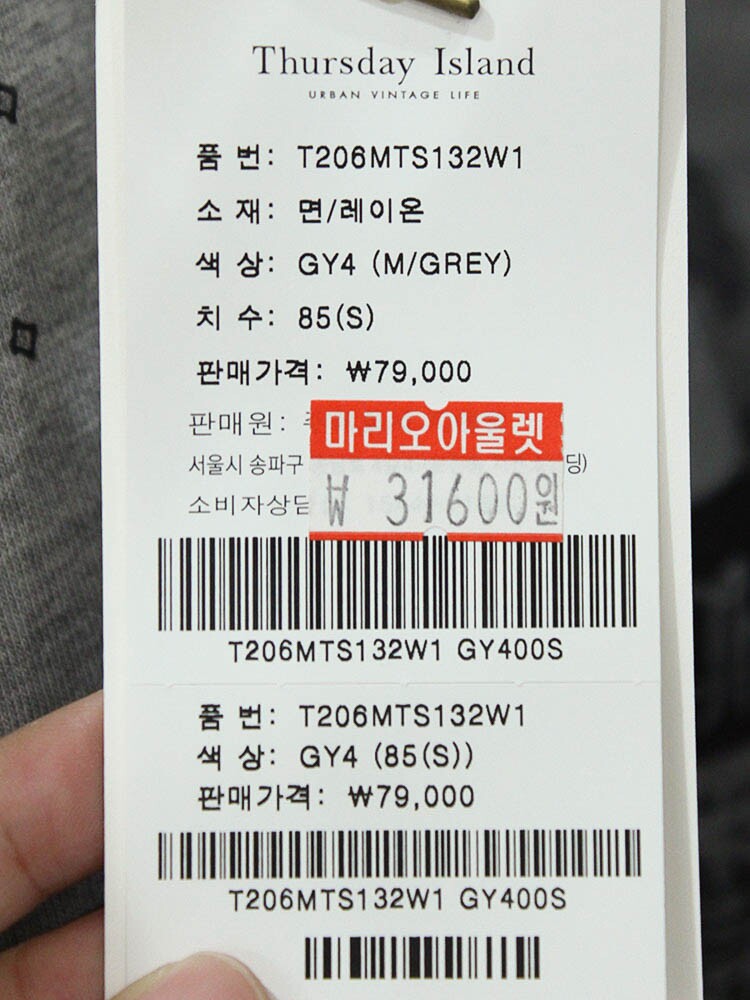 Thursday Island
URBAN VINTAGE LIFE
품 번: T206MTS132W1
소 재: 면/레이온
색 상: GY4 (M/GREY)
치 수: 85(S)
판매가격: ₩79,000
판매원:
마리오아울렛
서울시 송파구 딩)
소비자상담
₩ 31600원
T206MTS132W1 GY400S
품 번: T206MTS132W1
색 상: GY4 (85(S))
판매가격: ₩79,000
T206MTS132W1 GY400S